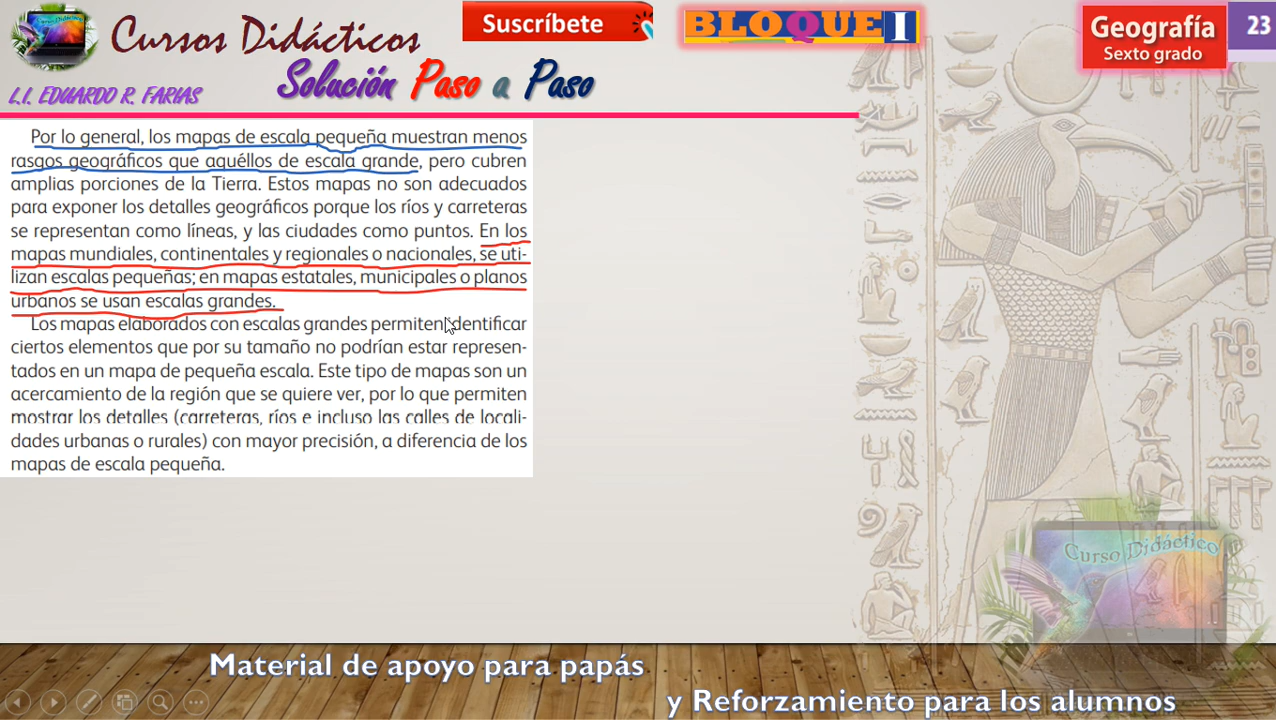 Cursos Didácticos
Suscríbete
BLOQUE I
Geografía
Sexto grado
23
Solución Paso a Paso
L.I. EDUARDO R. FARIAS
Por lo general, los mapas de escala pequeña muestran menos
rasgos geográficos que aquéllos de escala grande, pero cubren
amplias porciones de la Tierra. Estos mapas no son adecuados
para exponer los detalles geográficos porque los ríos y carreteras
se representan como líneas, y las ciudades como puntos. En los
mapas mundiales, continentales y regionales o nacionales, se uti-
lizan escalas pequeñas; en mapas estatales, municipales o planos
urbanos se usan escalas grandes.
Los mapas elaborados con escalas grandes permiten identificar
ciertos elementos que por su tamaño no podrían estar represen-
tados en un mapa de pequeña escala. Este tipo de mapas son un
acercamiento de la región que se quiere ver, por lo que permiten
mostrar los detalles (carreteras, ríos e incluso las calles de locali-
dades urbanas o rurales) con mayor precisión, a diferencia de los
mapas de escala pequeña.
Curso Didáctico
Material de apoyo para papás
y Reforzamiento para los alumnos